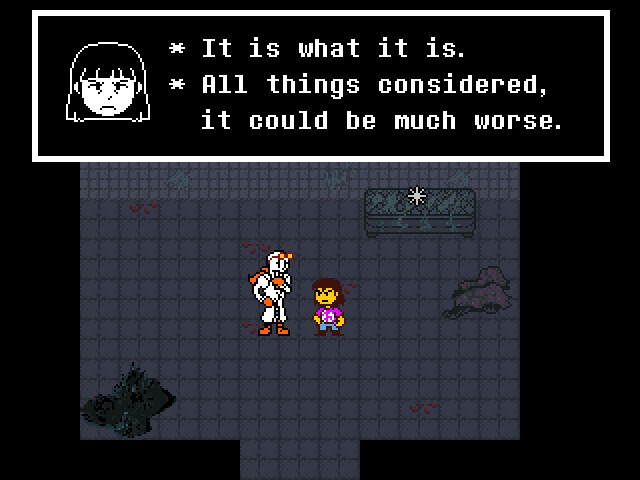 * It is what it is.
* All things considered,
it could be much worse.